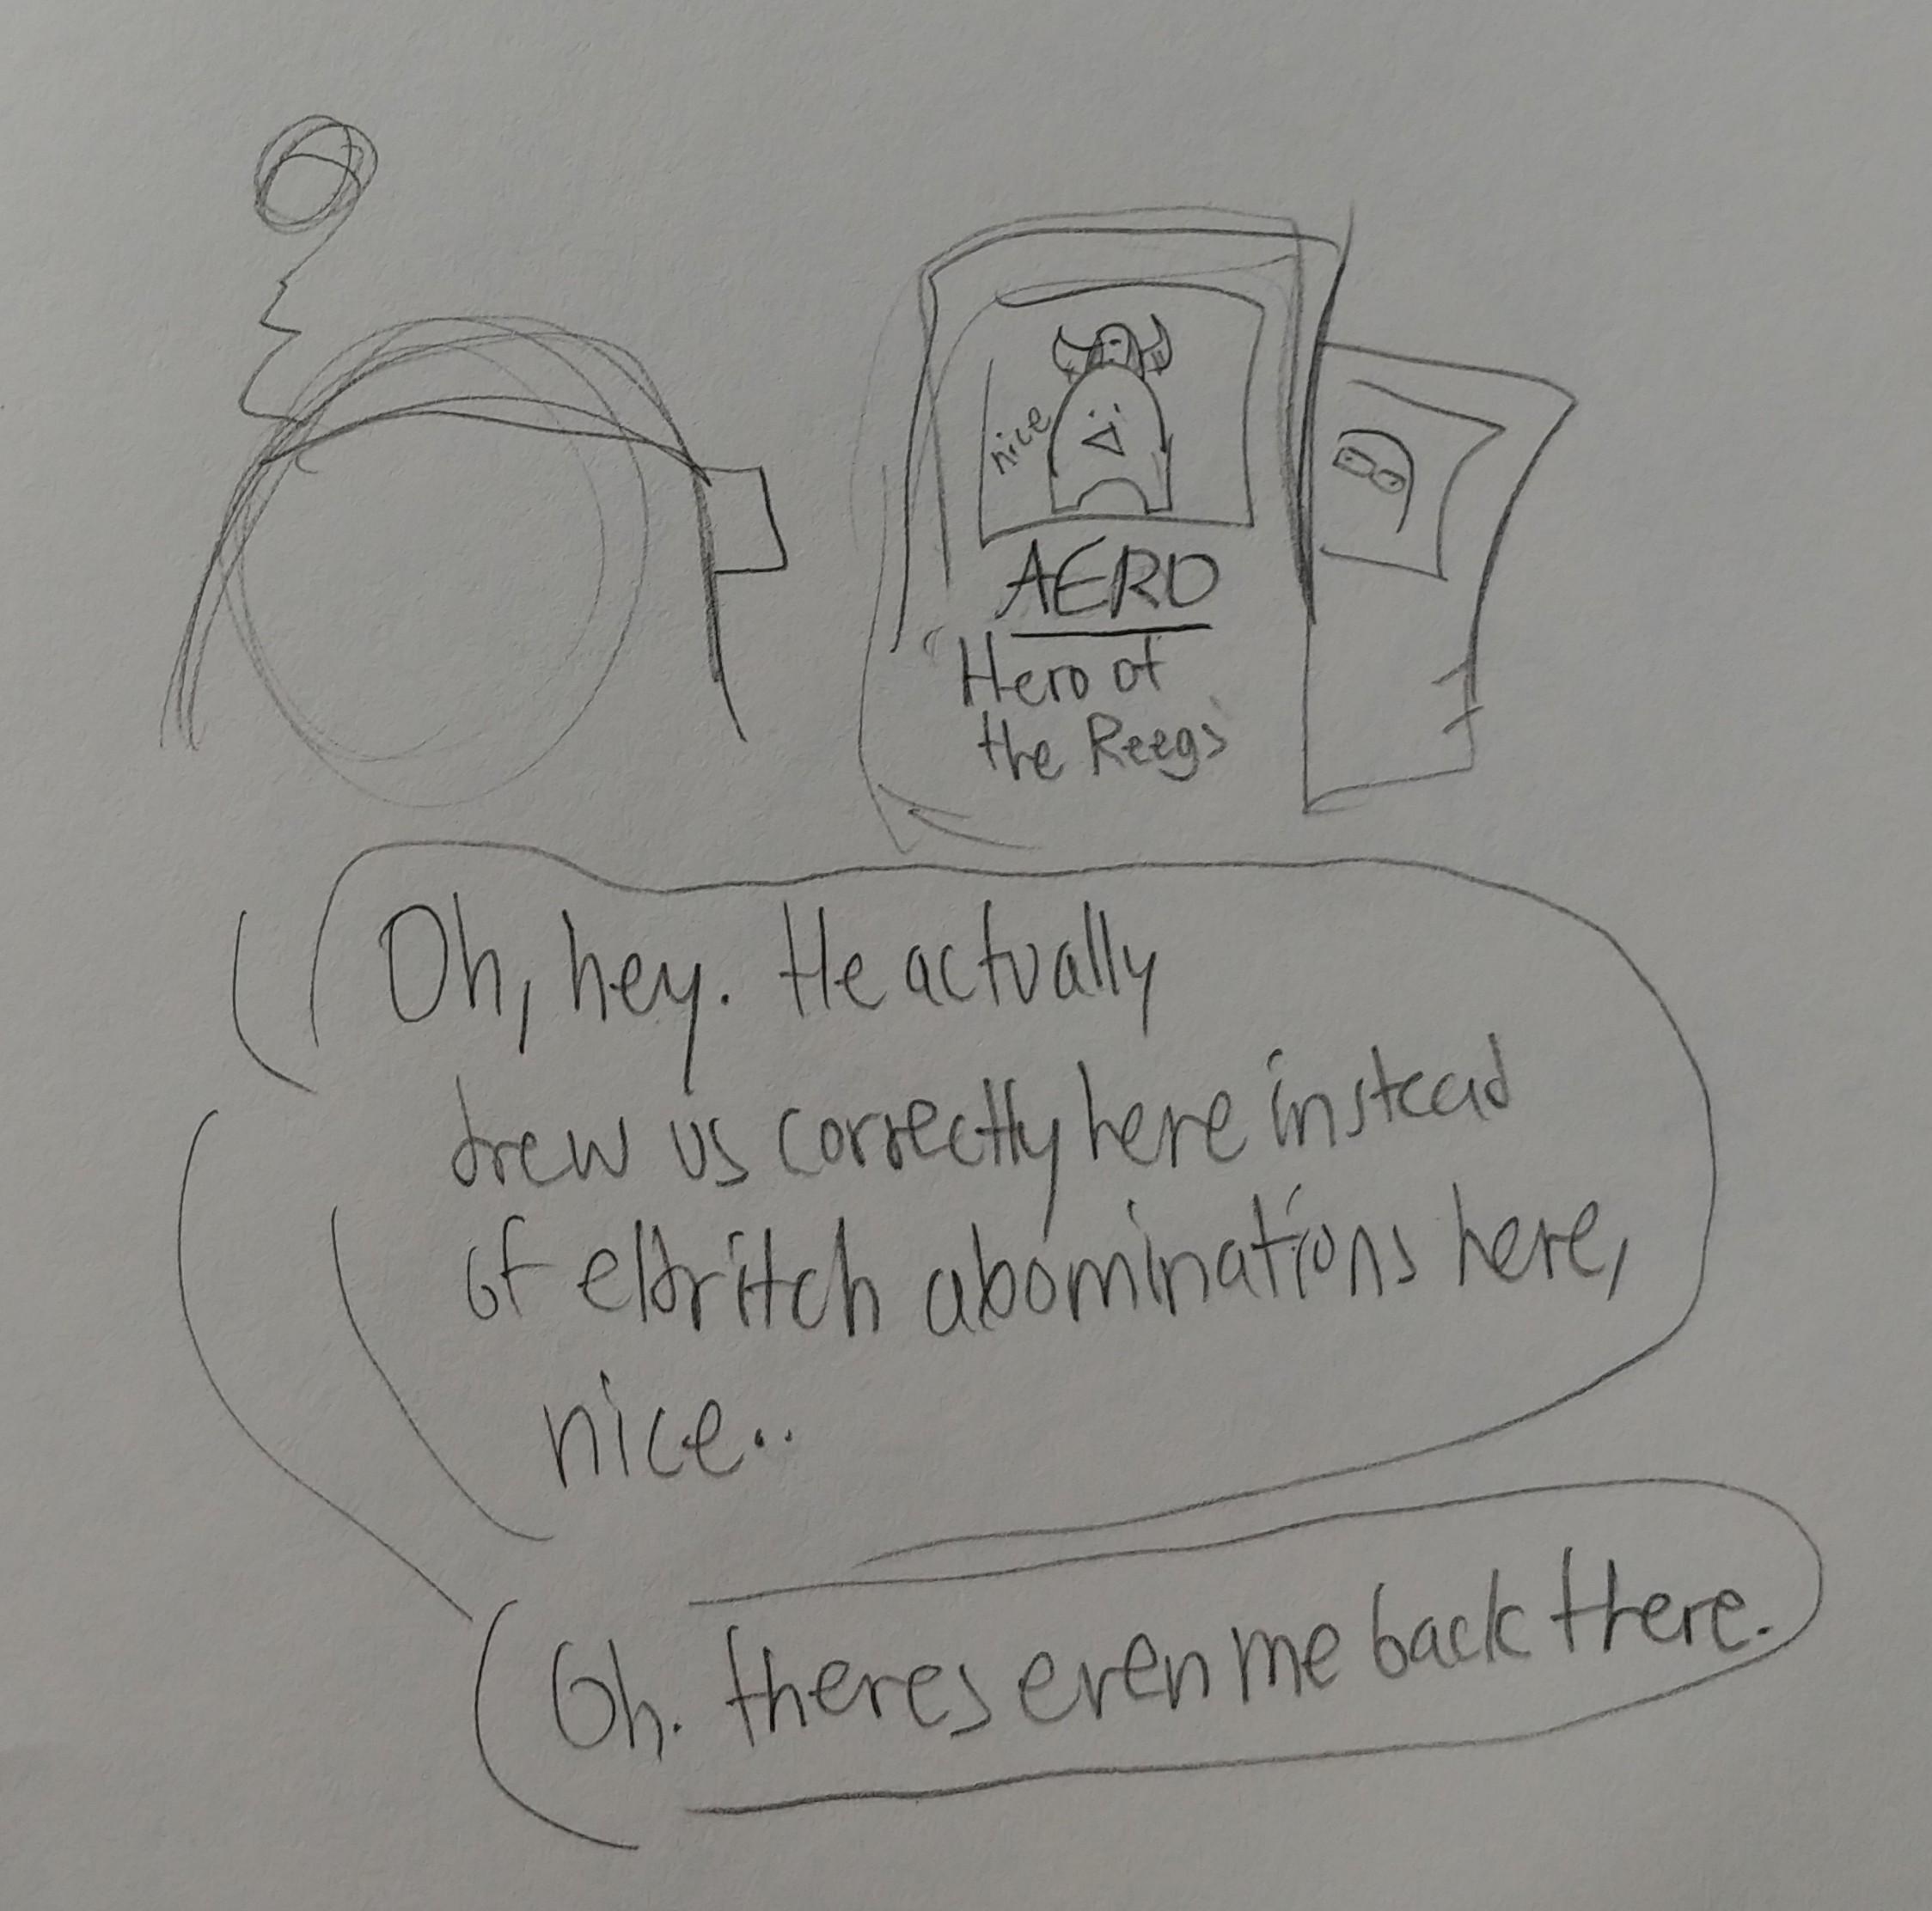 nice
AERO
Hero of
the Reegs
Oh, hey. He actually
drew us correctly here instead
of eldritch abominations here,
nice..
Oh. theres even me back there.